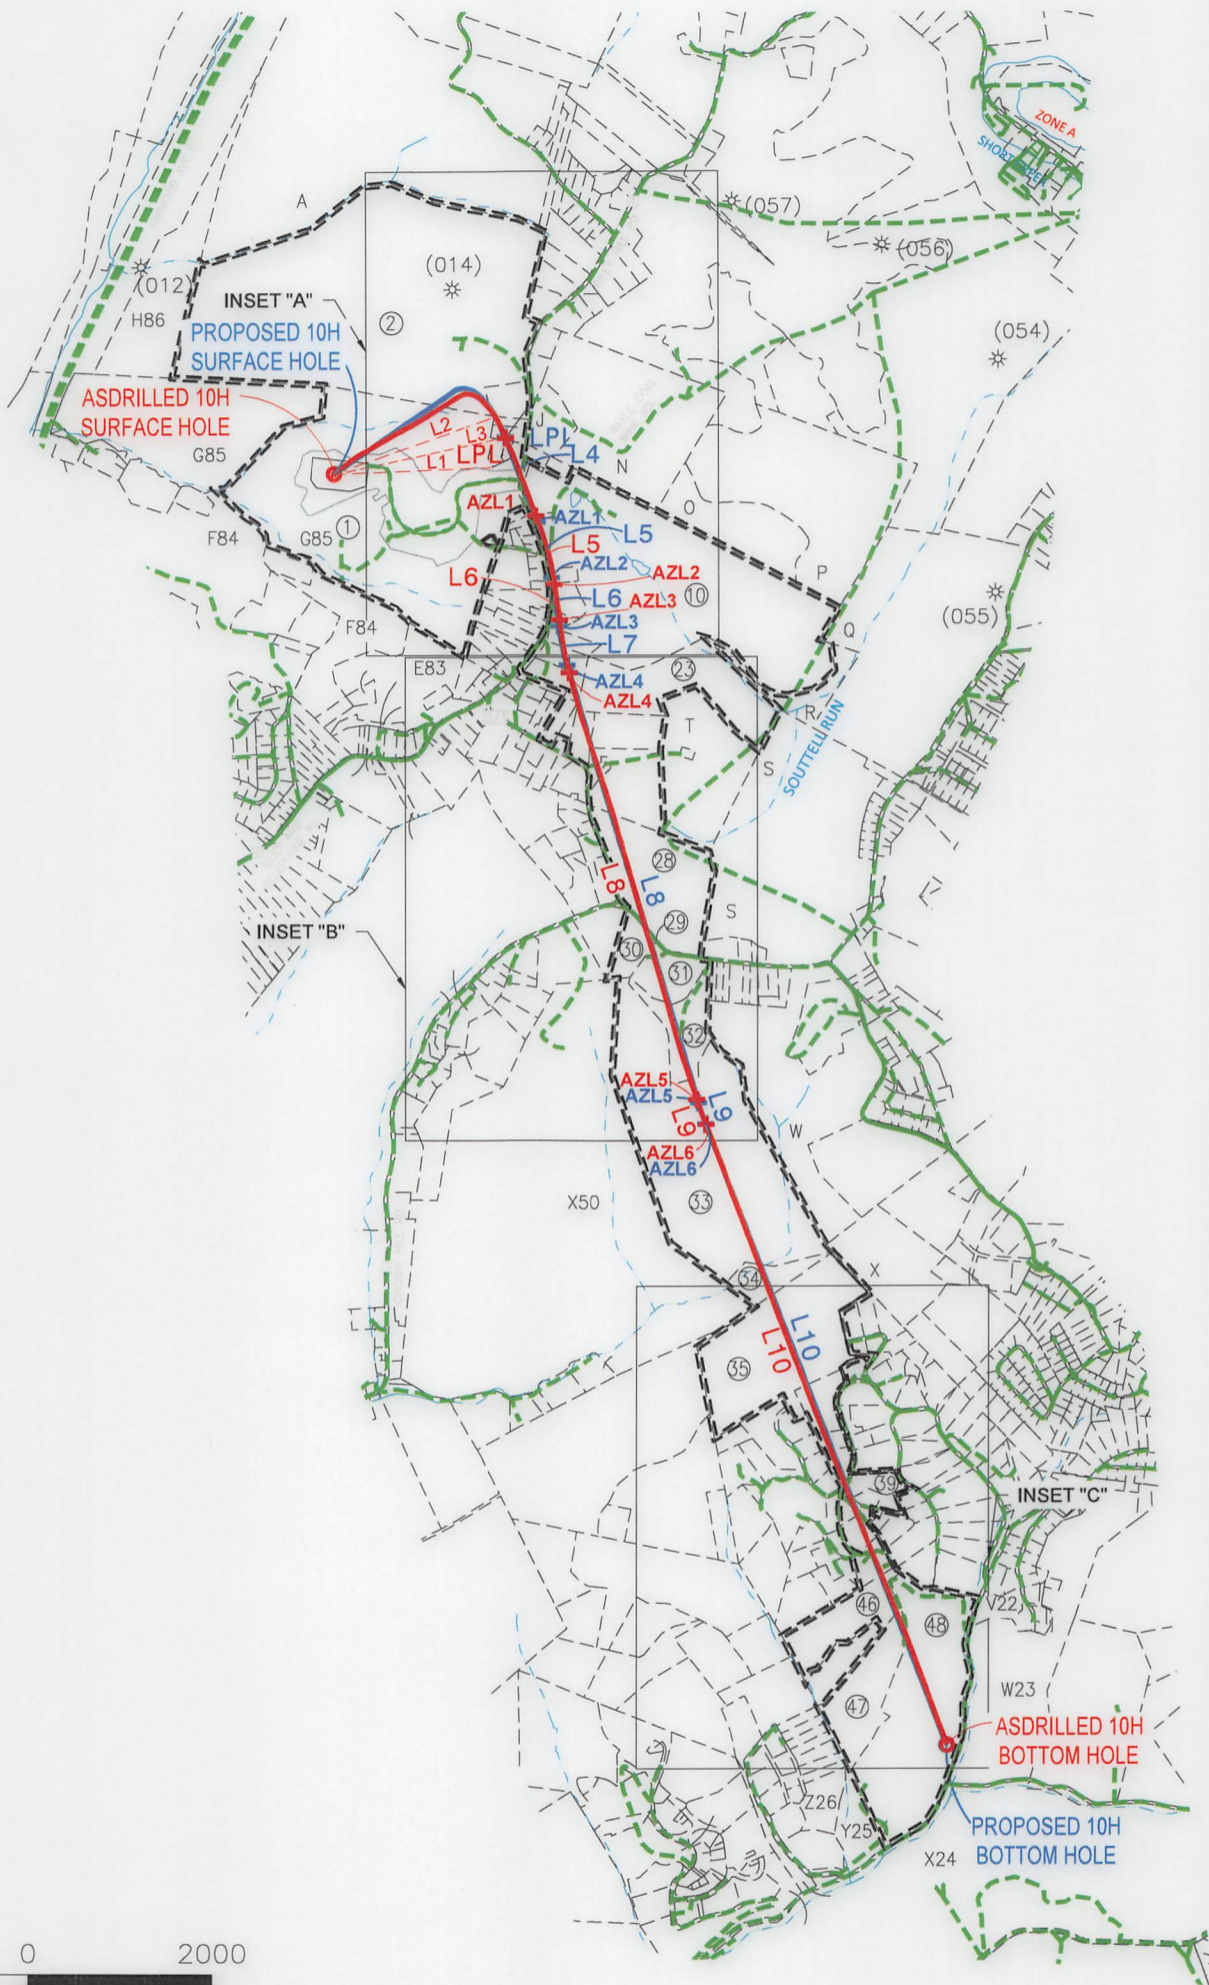 ZONE A
SHORT CREEK
A
(057)
(056)
(012)
(014)
INSET "A"
H86
2
PROPOSED 10H
SURFACE HOLE
(054)
ASDRILLED 10H
SURFACE HOLE
G85
L2
L3
J
LPL
LPL
L1
L4
N
O
AZL1
AZL1
F84
G85
1
L5
L5
AZL2
AZL2
L6
L6
AZL3
10
P
(055)
AZL3
F84
L7
Q
E83
23
AZL4
AZL4
R
T
SOUTTELL RUN
S
28
L8
L8
29
S
INSET "B"
30
31
32
AZL5
AZL5
L9
L9
W
AZL6
AZL6
X50
33
34
X
L10
L10
35
39
INSET "C"
46
48
V22
47
W23
ASDRILLED 10H
BOTTOM HOLE
Z26
Y25
PROPOSED 10H
BOTTOM HOLE
X24
0 2000